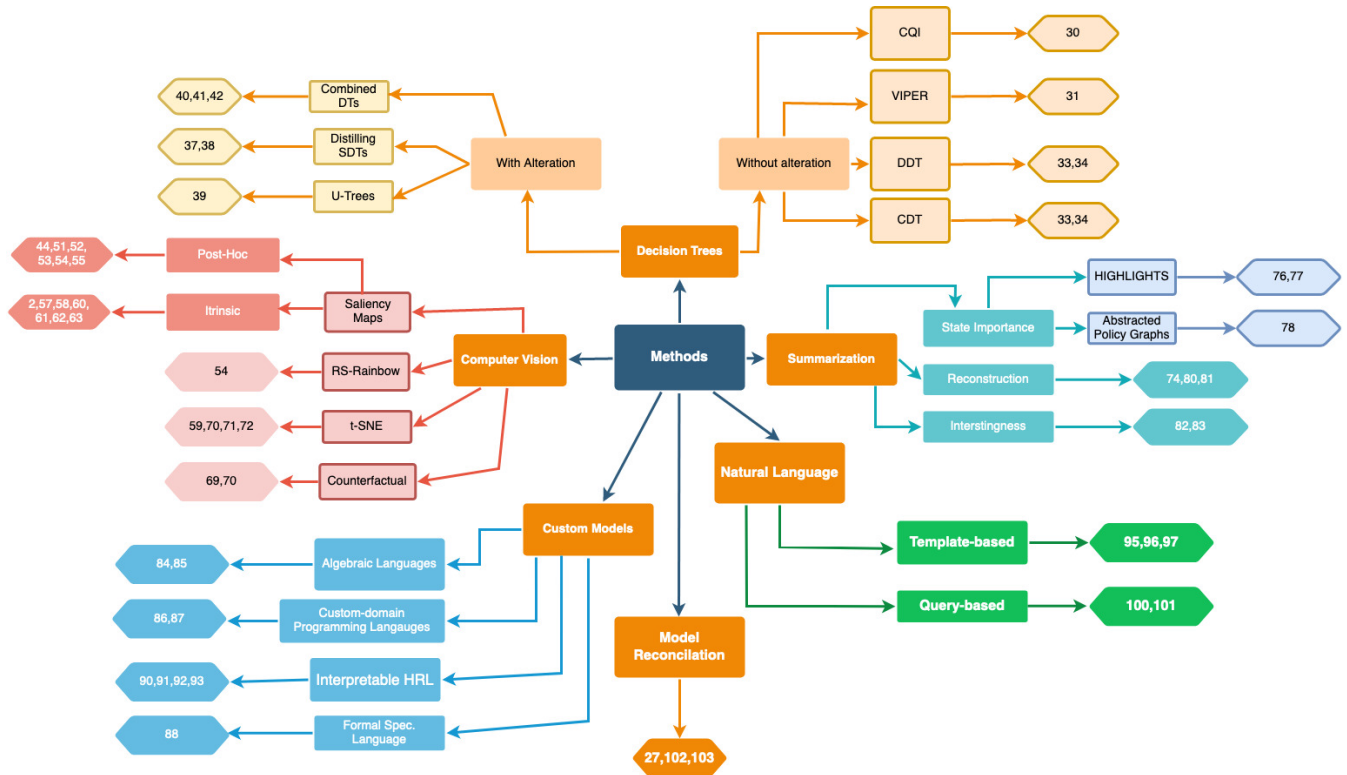 CQI
30
40,41,42
Combined
DTs
VIPER
31
37,38
Distilling
SDTs
With Alteration
Without alteration
DDT
33,34
39
U-Trees
CDT
33,34
44,51,52,
53,54,55
Post-Hoc
Decision Trees
HIGHLIGHTS
76,77
2,57,58,60,
61,62,63
Itrinsic
Saliency
Maps
State Importance
Abstracted
Policy Graphs
78
Computer Vision
Methods
Summarization
54
RS-Rainbow
Reconstruction
74,80,81
59,70,71,72
t-SNE
Interstingness
82,83
69,70
Counterfactual
Natural Language
Custom Models
84,85
Algebraic Languages
Template-based
95,96,97
86,87
Custom-domain
Programming Langauges
Query-based
100,101
Model
Reconcilation
90,91,92,93
Interpretable HRL
88
Formal Spec.
Language
27,102,103